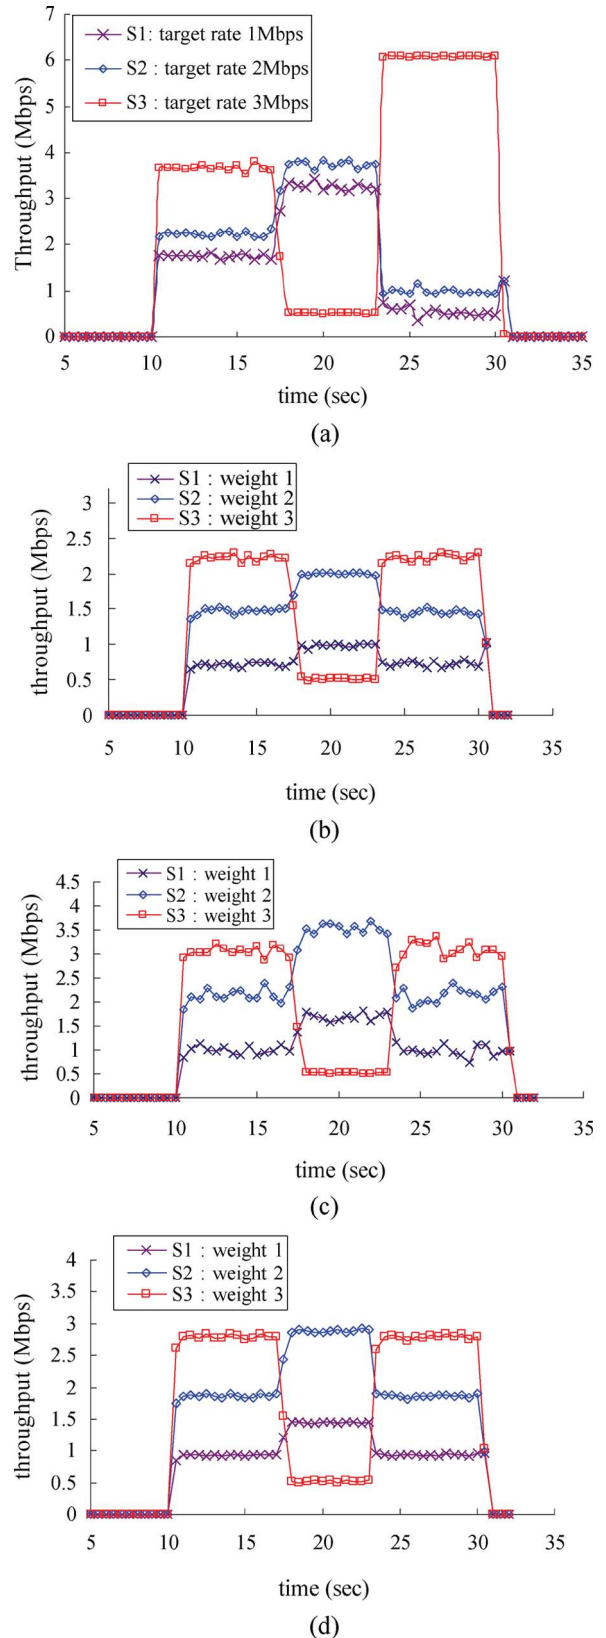 7
S1: target rate 1Mbps
S2 : target rate 2Mbps
S3 : target rate 3Mbps
6
5
4
3
2
1
0
Throughput (Mbps)
5 10 15 20 25 30 35
time (sec)
(a)
S1 : weight 1
S2 : weight 2
S3 : weight 3
3
2.5
2
1.5
1
0.5
0
throughput (Mbps)
5 10 15 20 25 30 35
time (sec)
(b)
S1 : weight 1
S2 : weight 2
S3 : weight 3
4.5
4
3.5
3
2.5
2
1.5
1
0.5
0
throughput (Mbps)
5 10 15 20 25 30 35
time (sec)
(c)
S1 : weight 1
S2 : weight 2
S3 : weight 3
4
3.5
3
2.5
2
1.5
1
0.5
0
throughput (Mbps)
5 10 15 20 25 30 35
time (sec)
(d)